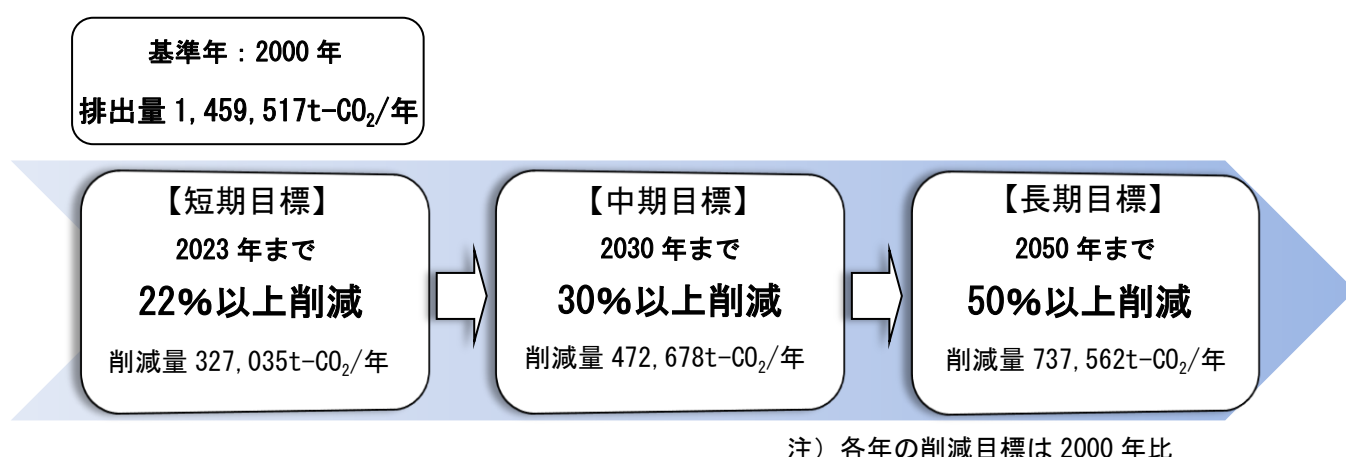 基準年：2000 年
排出量 1,459,517t-CO₂/年
【短期目標】
2023 年まで
22%以上削減
削減量 327,035t-CO₂/年
【中期目標】
2030 年まで
30%以上削減
削減量 472,678t-CO₂/年
【長期目標】
2050 年まで
50%以上削減
削減量 737,562t-CO₂/年
注）各年の削減目標は 2000 年比